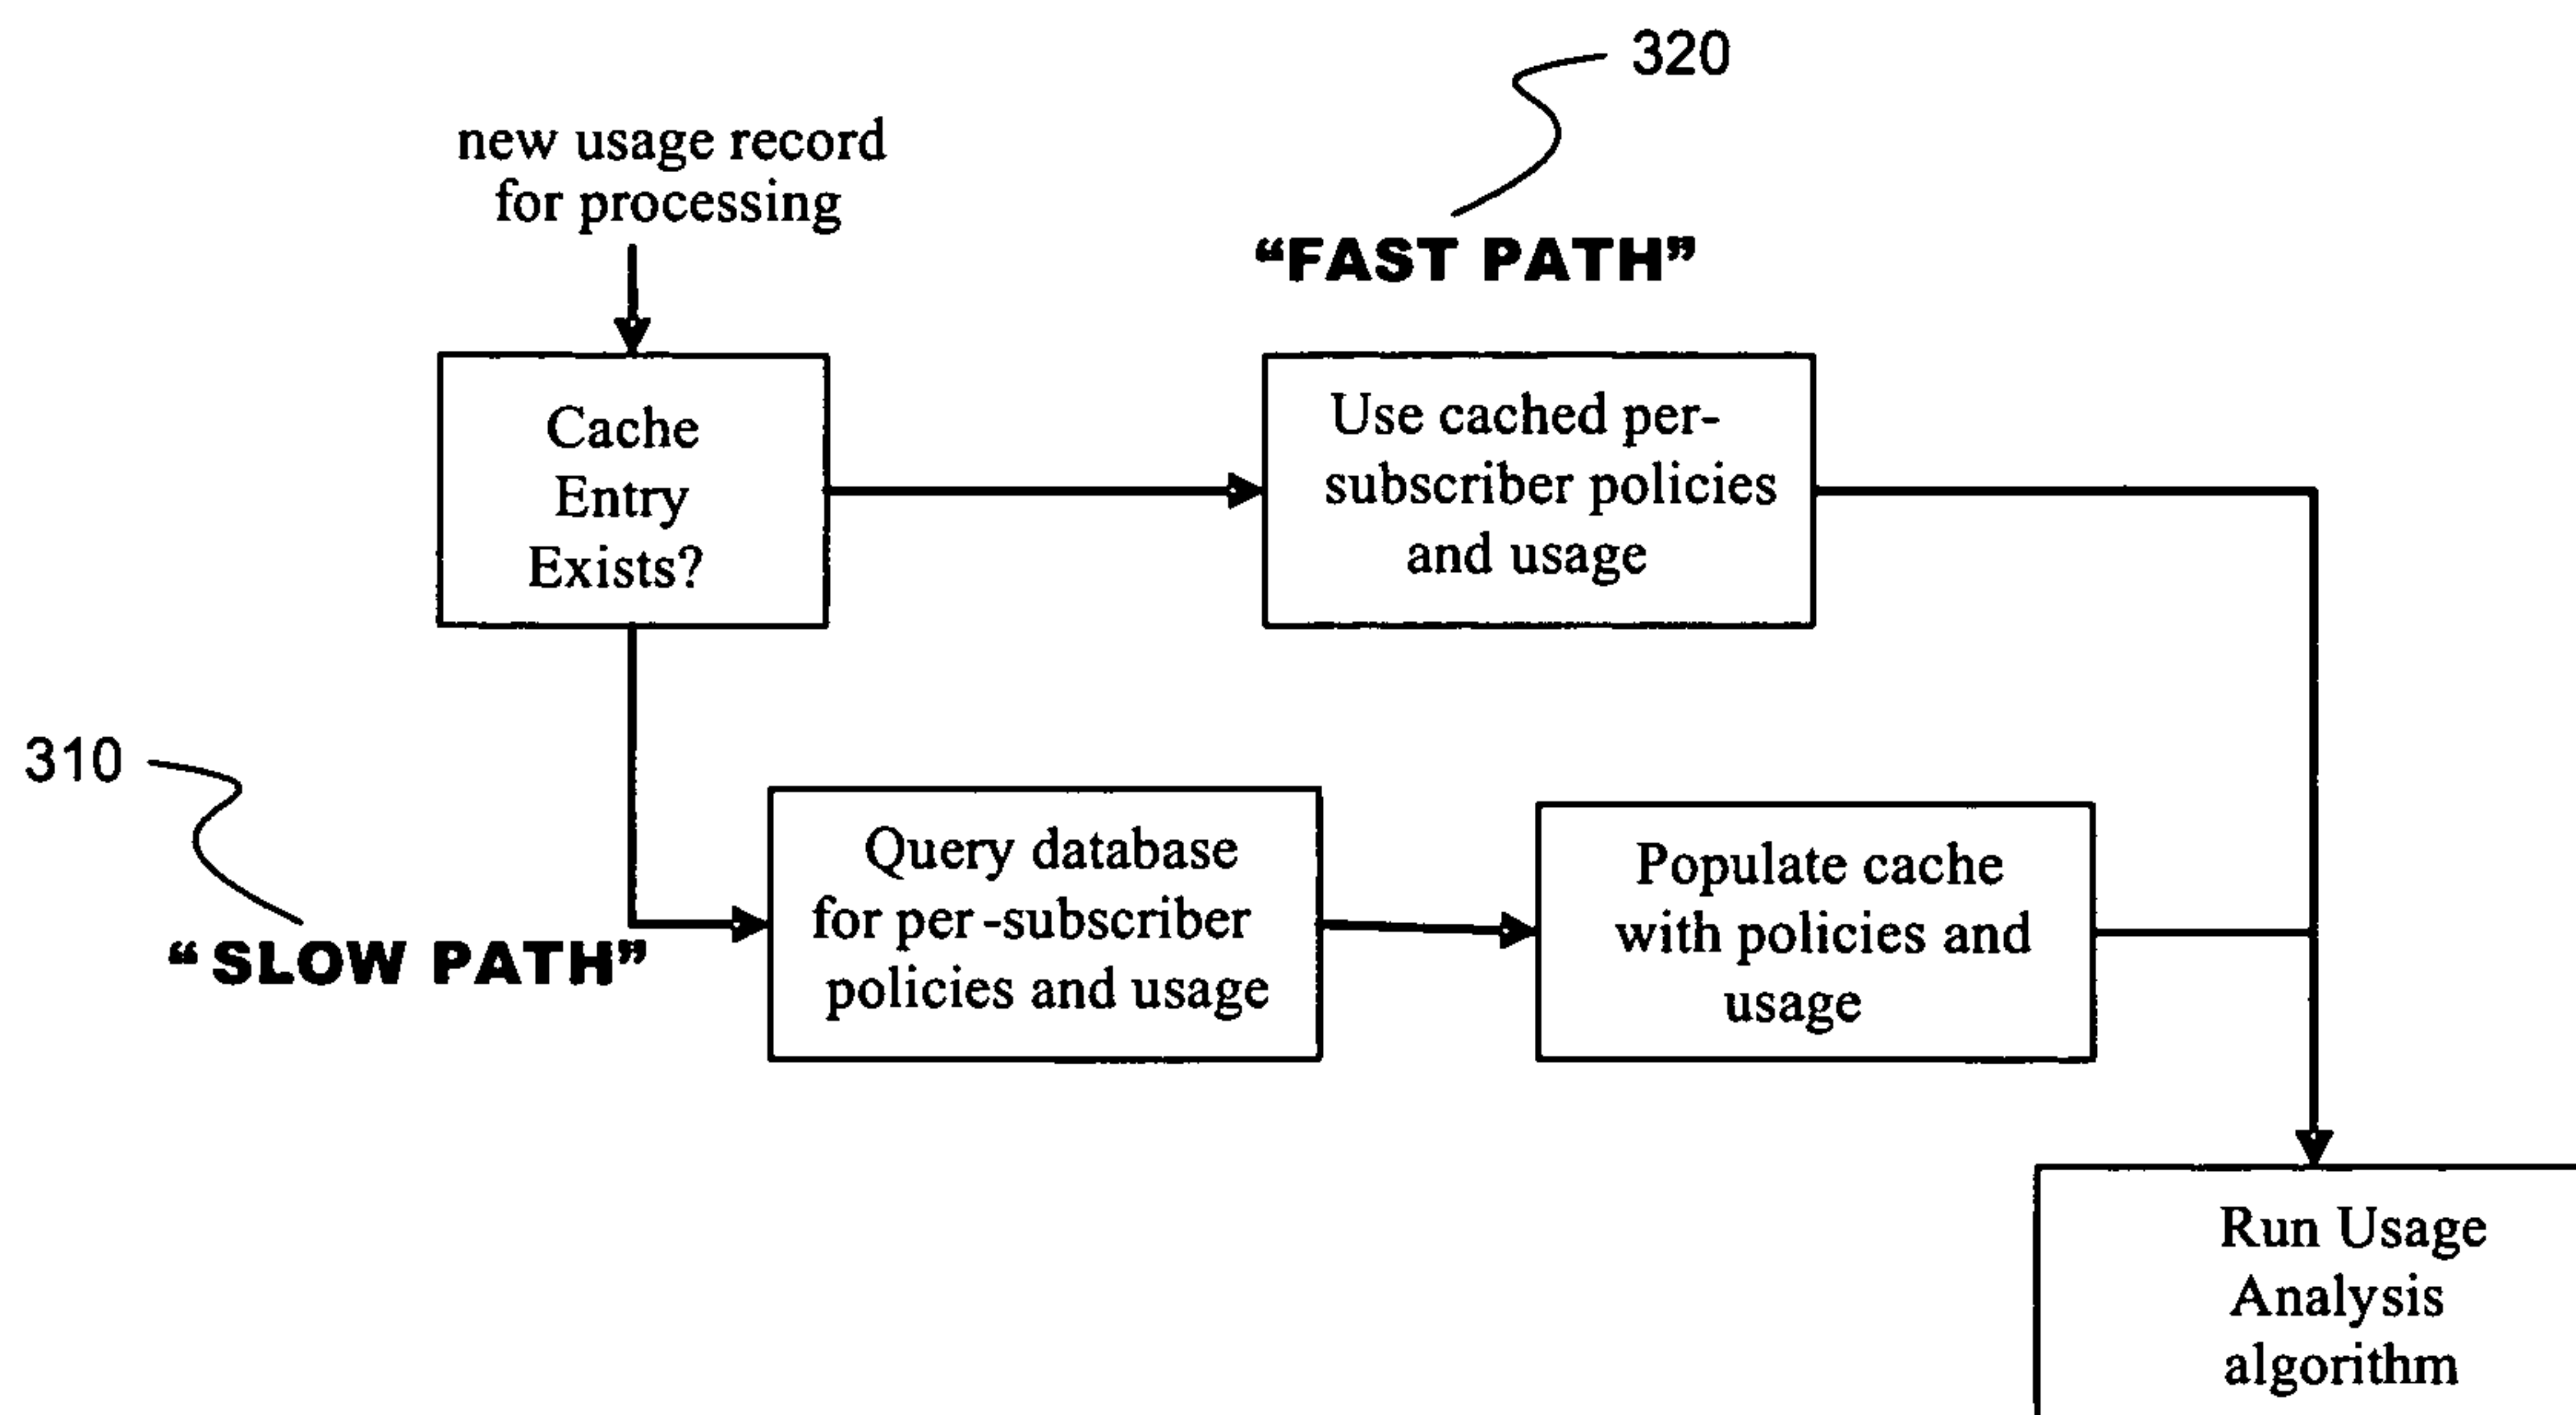 320
new usage record
for processing
“FAST PATH”
Cache
Entry
Exists?
Use cached per-
subscriber policies
and usage
310
“SLOW PATH”
Query database
for per-subscriber
policies and usage
Populate cache
with policies and
usage
Run Usage
Analysis
algorithm